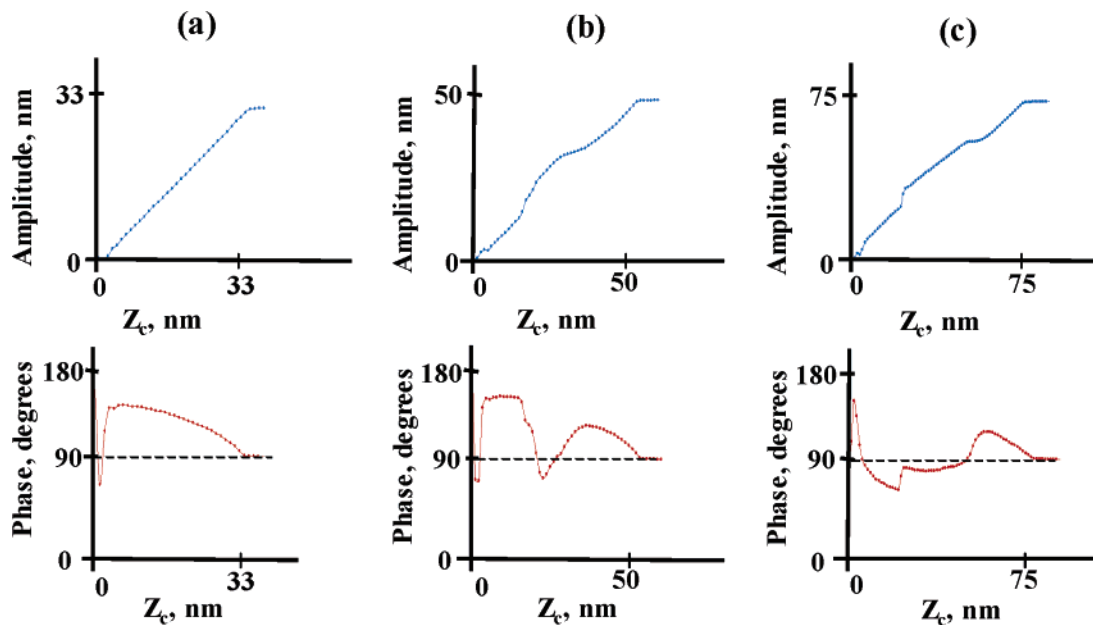 (a)
33
Amplitude, nm
0
0
33
Zc, nm
180
90
Phase, degrees
0
0
33
Zc, nm
(b)
50
Amplitude, nm
0
0
50
Zc, nm
180
90
Phase, degrees
0
0
50
Zc, nm
(c)
75
Amplitude, nm
0
0
75
Zc, nm
180
90
Phase, degrees
0
0
75
Zc, nm